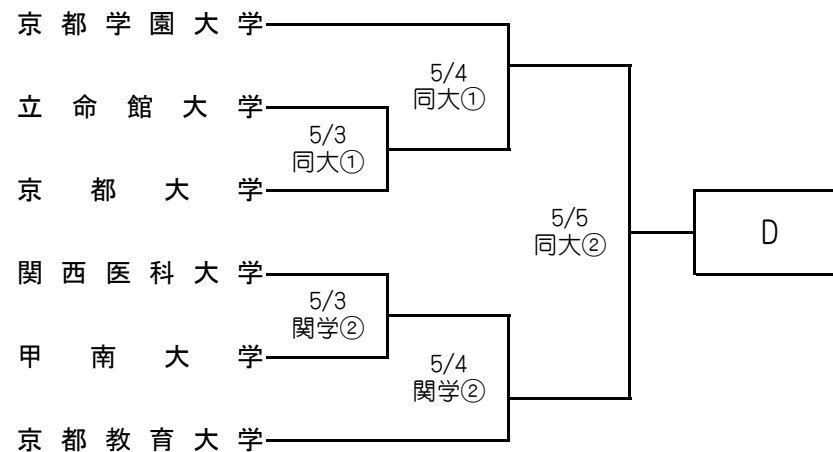 京都学園大学
5/4
同大①
立命館大学
5/3
同大①
京都大学
5/5
同大②
D
関西医科大学
5/3
関学②
甲南大学
5/4
関学②
京都教育大学